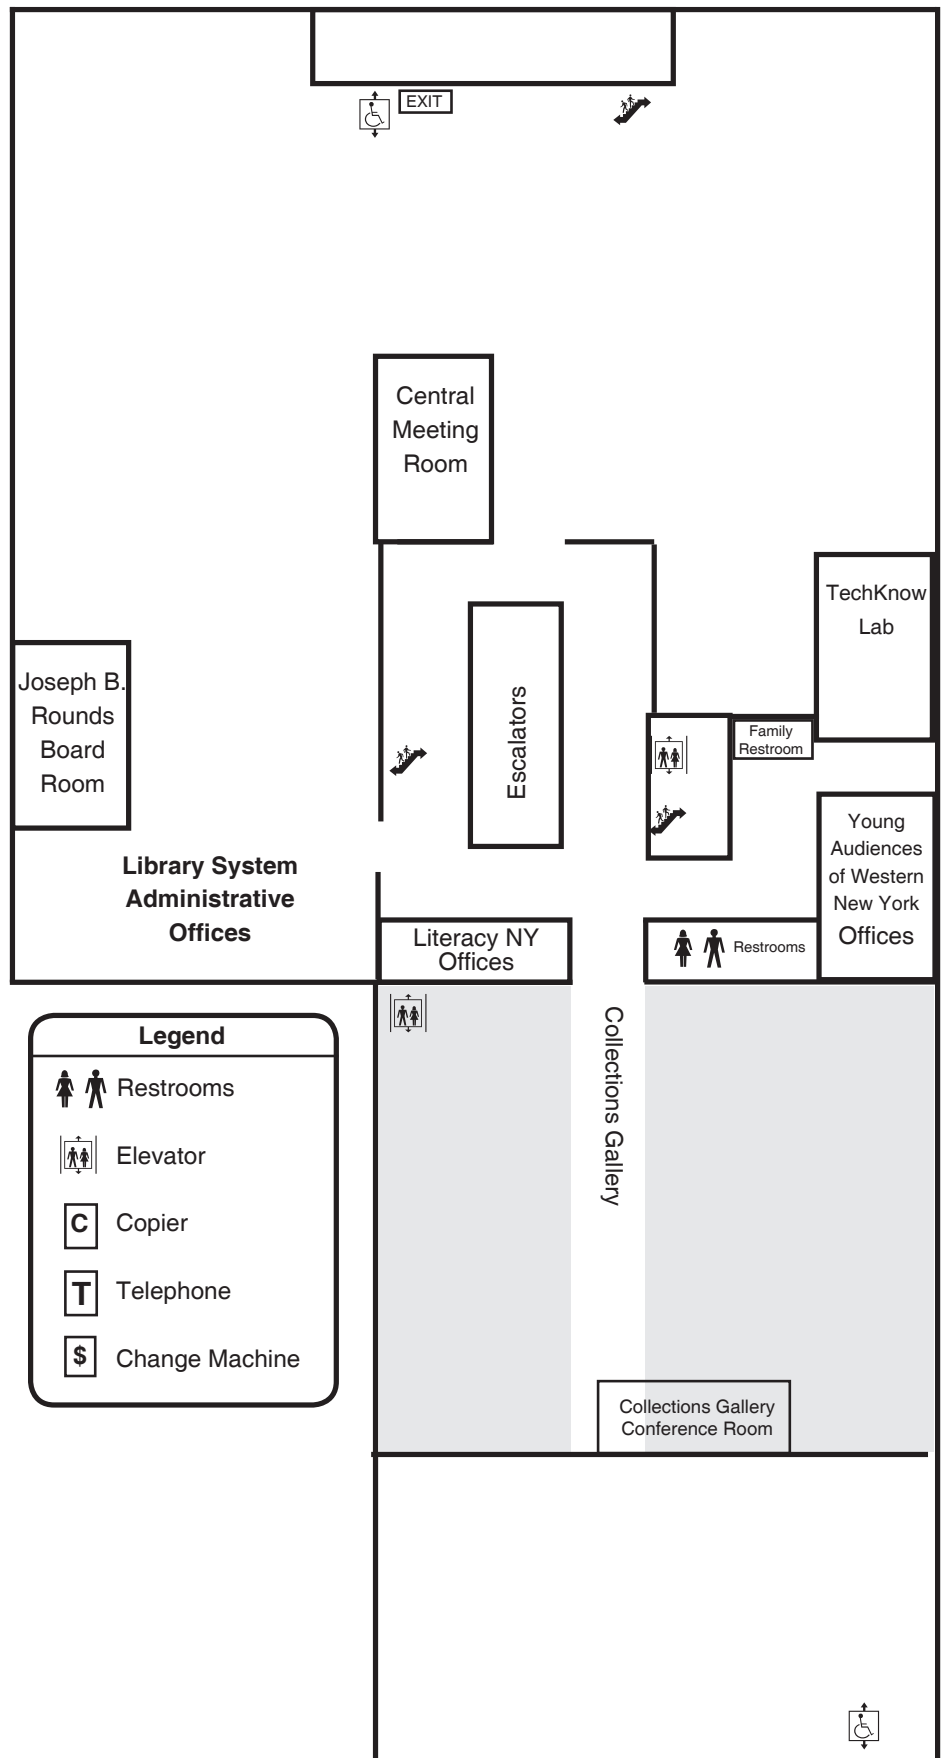 EXIT
Central
Meeting
Room
TechKnow
Lab
Joseph B.
Rounds
Board
Room
Escalators
Family
Restroom
Young
Audiences
of Western
New York
Offices
Library System
Administrative
Offices
Literacy NY
Offices
Restrooms
Collections Gallery
Legend
Restrooms
Elevator
C Copier
T Telephone
$ Change Machine
Collections Gallery
Conference Room